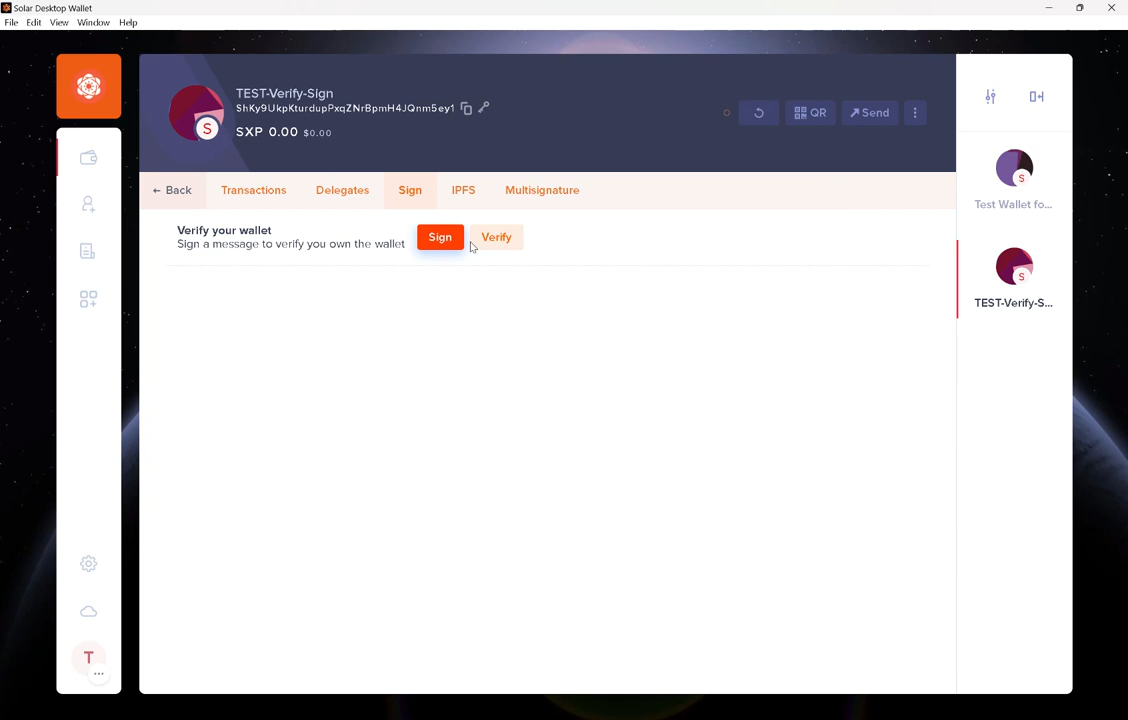 Solar Desktop Wallet
File Edit View Window Help
TEST-Verify-Sign
ShKy9UkpKturdupPxqZNrBpmH4JQnm5ey1
SXP 0.00 $0.00
QR
Send
S
← Back
Transactions
Delegates
Sign
IPFS
Multisignature
Verify your wallet
Sign a message to verify you own the wallet
Sign
Verify
S
Test Wallet fo...
S
TEST-Verify-S...
T